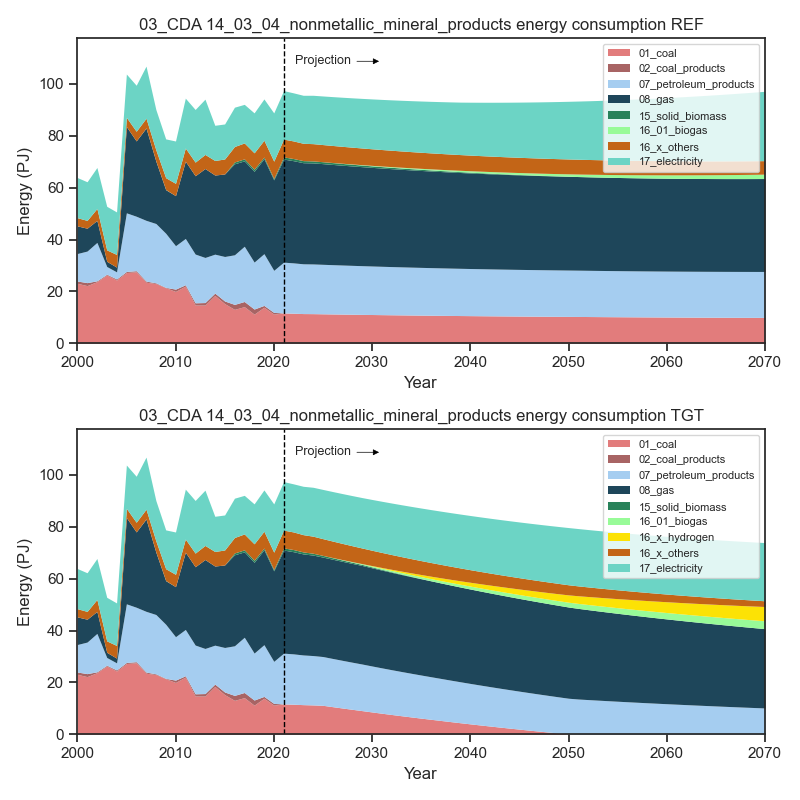 03_CDA 14_03_04_nonmetallic_mineral_products energy consumption REF
Energy (PJ)
100
80
60
40
20
0
Projection
01_coal
02_coal_products
07_petroleum_products
08_gas
15_solid_biomass
16_01_biogas
16_x_others
17_electricity
2000 2010 2020 2030 2040 2050 2060 2070
Year
03_CDA 14_03_04_nonmetallic_mineral_products energy consumption TGT
Energy (PJ)
100
80
60
40
20
0
Projection
01_coal
02_coal_products
07_petroleum_products
08_gas
15_solid_biomass
16_01_biogas
16_x_hydrogen
16_x_others
17_electricity
2000 2010 2020 2030 2040 2050 2060 2070
Year